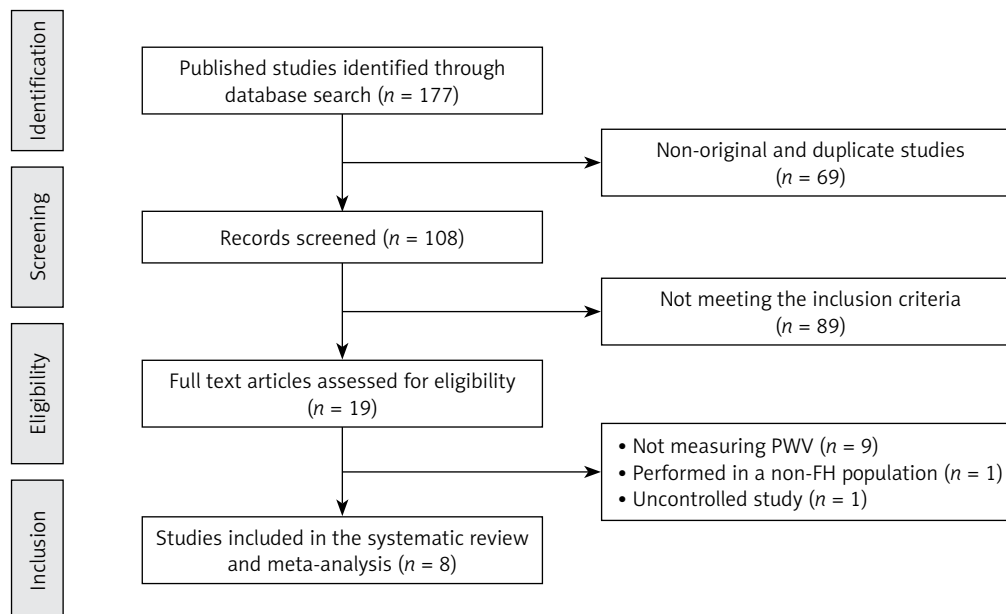 Identification
Published studies identified through
database search (n = 177)
Non-original and duplicate studies
(n = 69)
Screening
Records screened (n = 108)
Not meeting the inclusion criteria
(n = 89)
Eligibility
Full text articles assessed for eligibility
(n = 19)
• Not measuring PWV (n = 9)
• Performed in a non-FH population (n = 1)
• Uncontrolled study (n = 1)
Inclusion
Studies included in the systematic review
and meta-analysis (n = 8)